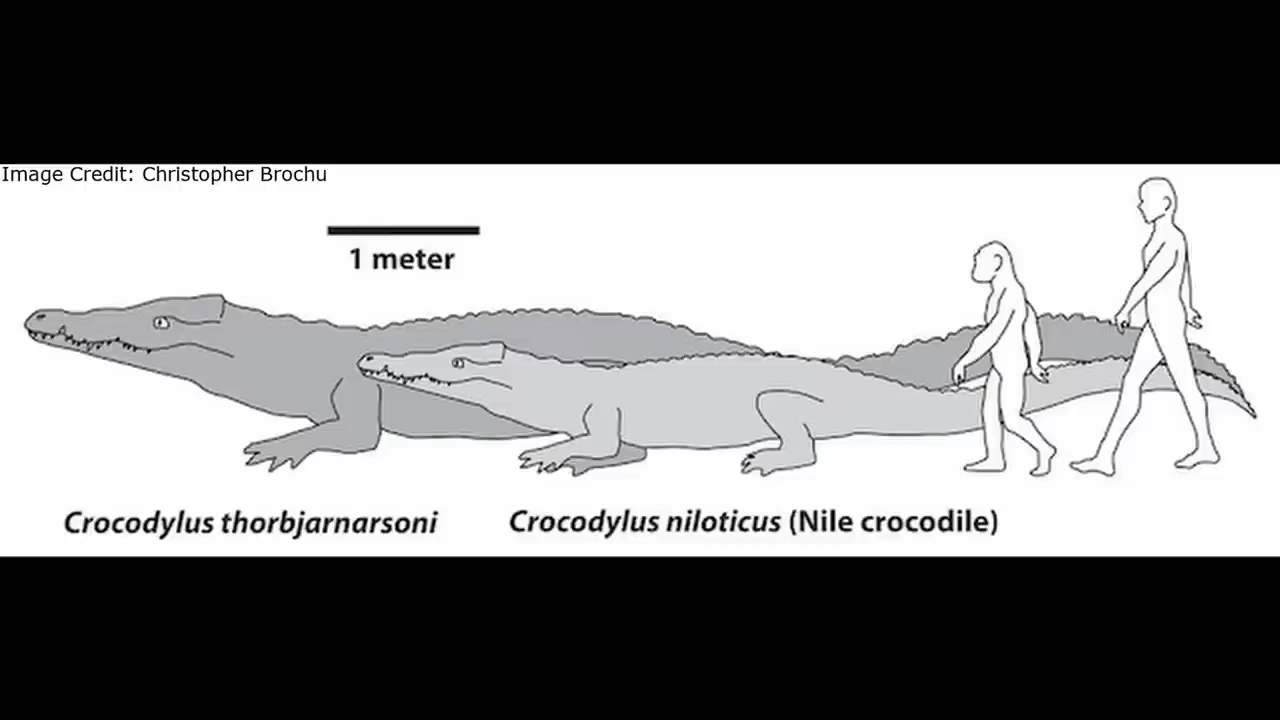 Image Credit: Christopher Brochu
1 meter
Crocodylus thorbjarnarsoni
Crocodylus niloticus (Nile crocodile)